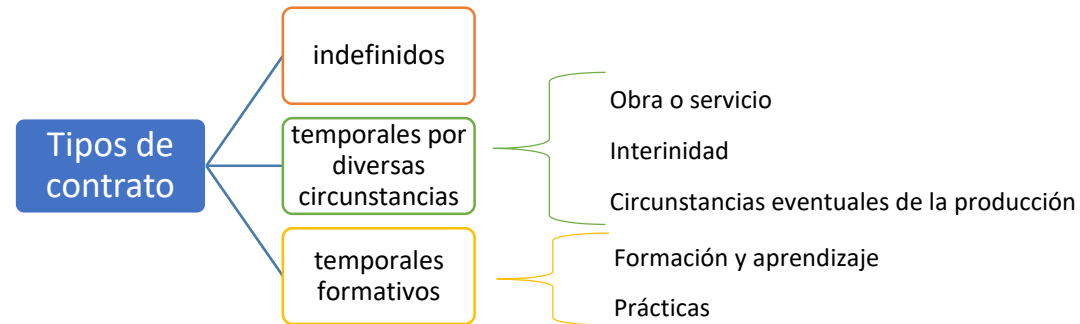 Tipos de
contrato
indefinidos
temporales por
diversas
circunstancias
Obra o servicio
Interinidad
Circunstancias eventuales de la producción
temporales
formativos
Formación y aprendizaje
Prácticas